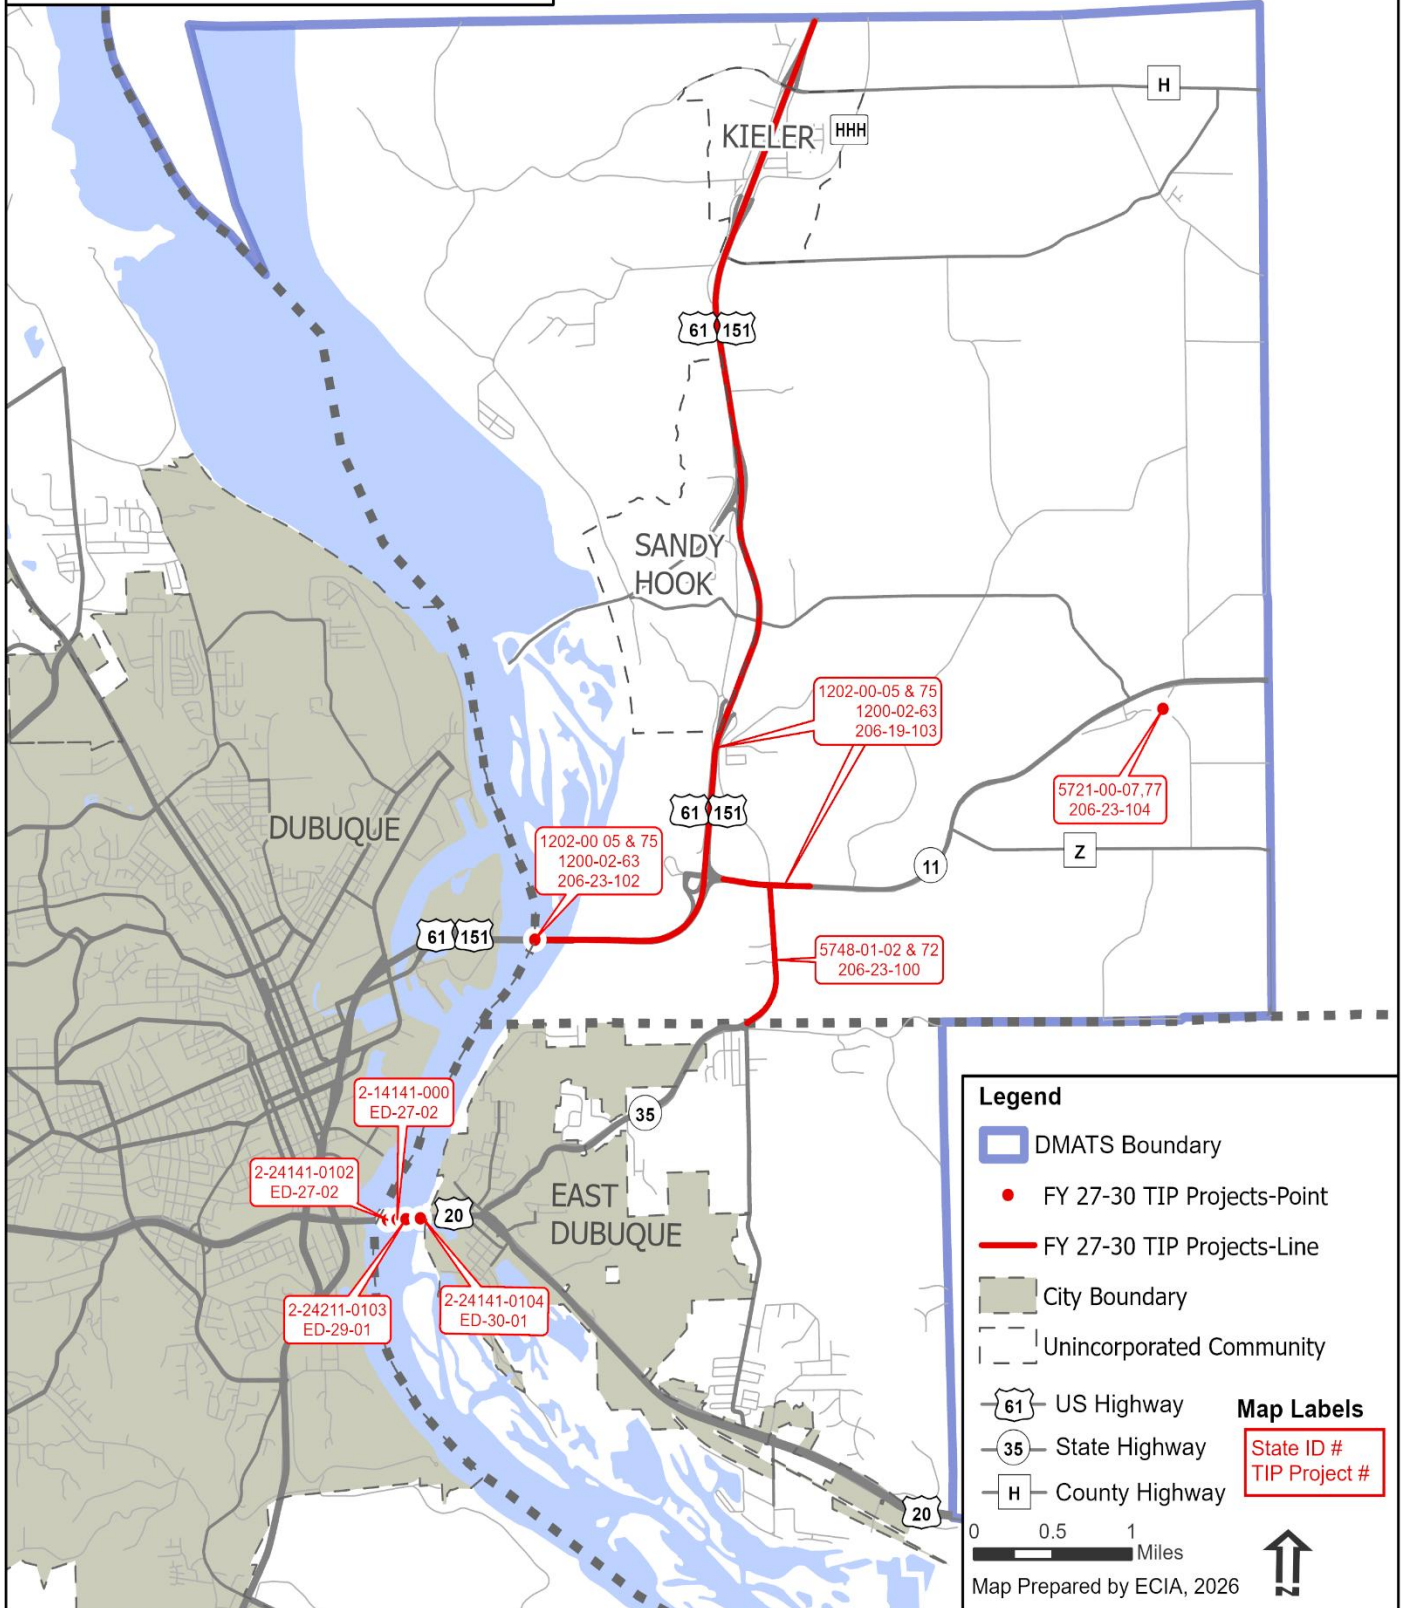 H
HHH
KIELER
61 151
SANDY
HOOK
1202-00-05 & 75
1200-02-63
206-19-103
5721-00-07,77
206-23-104
61 151
DUBUQUE
1202-00 05 & 75
1200-02-63
206-23-102
Z
11
61 151
5748-01-02 & 72
206-23-100
2-14141-000
ED-27-02
35
2-24141-0102
ED-27-02
20
EAST
DUBUQUE
2-24211-0103
ED-29-01
2-24141-0104
ED-30-01
20
Legend
DMATS Boundary
FY 27-30 TIP Projects-Point
FY 27-30 TIP Projects-Line
City Boundary
Unincorporated Community
61 US Highway
35 State Highway
H County Highway
Map Labels
State ID #
TIP Project #
0 0.5 1
Miles
Map Prepared by ECIA, 2026
N